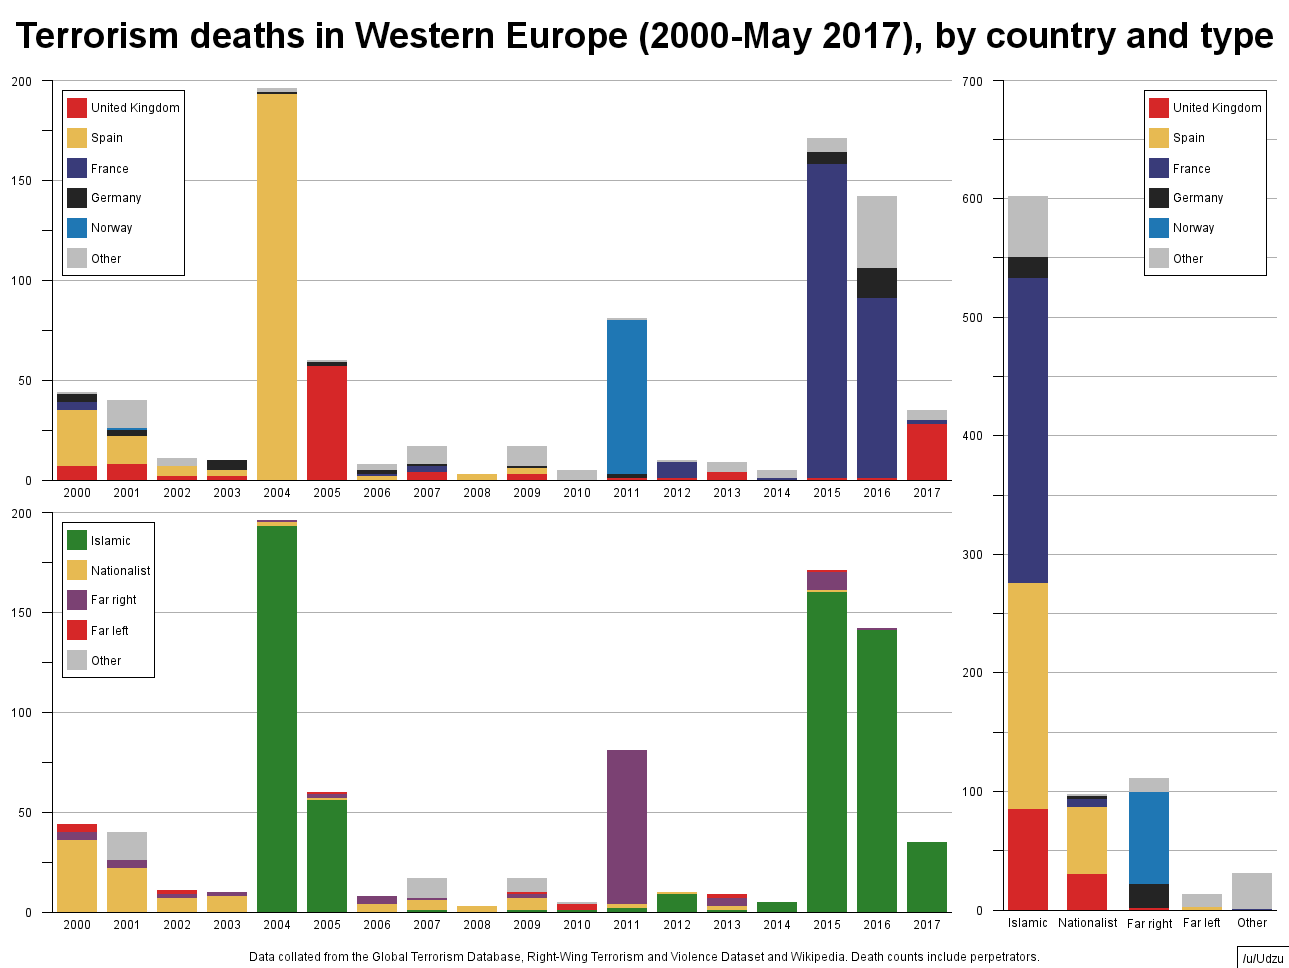 Terrorism deaths in Western Europe (2000-May 2017), by country and type
200
150
100
50
0
United Kingdom
Spain
France
Germany
Norway
Other
2000 2001 2002 2003 2004 2005 2006 2007 2008 2009 2010 2011 2012 2013 2014 2015 2016 2017
200
150
100
50
0
Islamic
Nationalist
Far right
Far left
Other
2000 2001 2002 2003 2004 2005 2006 2007 2008 2009 2010 2011 2012 2013 2014 2015 2016 2017
700
600
500
400
300
200
100
0
United Kingdom
Spain
France
Germany
Norway
Other
Islamic Nationalist Far right Far left Other
Data collated from the Global Terrorism Database, Right-Wing Terrorism and Violence Dataset and Wikipedia. Death counts include perpetrators.
/u/Udzu